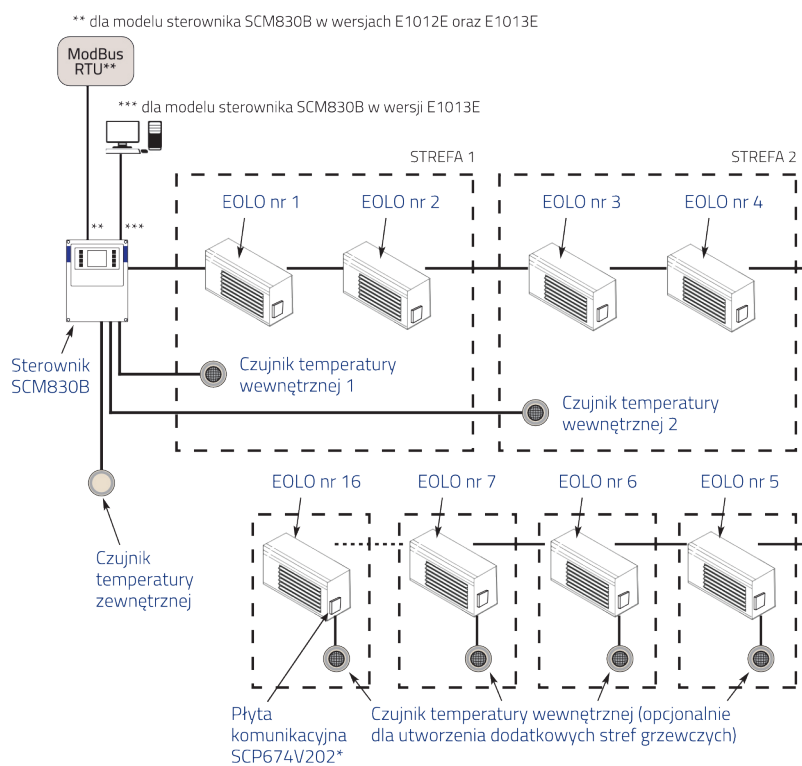 ** dla modelu sterownika SCM830B w wersjach E1012E oraz E1013E
ModBus
RTU**
*** dla modelu sterownika SCM830B w wersji E1013E
STREFA 1
STREFA 2
EOLO nr 1
EOLO nr 2
EOLO nr 3
EOLO nr 4
**
***
Sterownik
SCM830B
Czujnik temperatury
wewnętrznej 1
Czujnik temperatury
wewnętrznej 2
EOLO nr 16
EOLO nr 7
EOLO nr 6
EOLO nr 5
Czujnik
temperatury
zewnętrznej
Płyta
komunikacyjna
SCP674V202*
Czujnik temperatury wewnętrznej (opcjonalnie
dla utworzenia dodatkowych stref grzewczych)